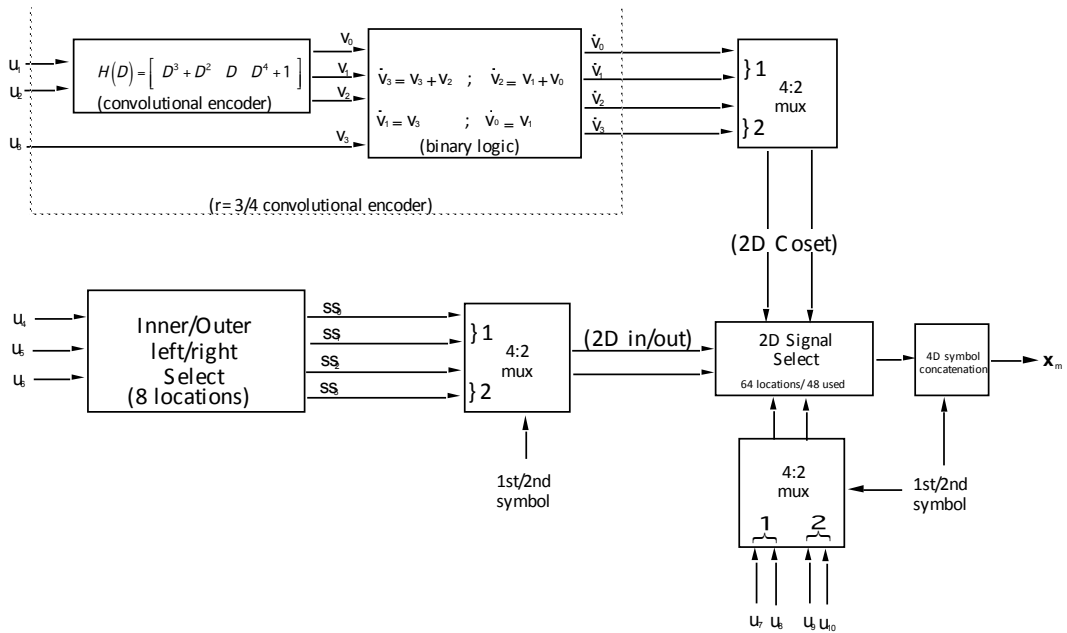 u₁
u₂
u₃
H(D) = [ D³ + D² D D⁴ + 1 ]
(convolutional encoder)
v₀
v₁
v₂
v₃
v̇₃ = v₃ + v₂ ; v̇₂ = v₁ + v₀
v̇₁ = v₃ ; v̇₀ = v₁
(binary logic)
(r= 3/4 convolutional encoder)
v̇₀
v̇₁
v̇₂
v̇₃
} 1
4:2
mux
} 2
(2D Coset)
u₄
u₅
u₆
Inner/Outer
left/right
Select
(8 locations)
ss₀
ss₁
ss₂
ss₃
} 1
4:2
mux
} 2
1st/2nd
symbol
(2D in/out)
2D Signal
Select
64 locations/ 48 used
4D symbol
concatenation
xₘ
4:2
mux
1 2
1st/2nd
symbol
u₇ u₈ u₉ u₁₀